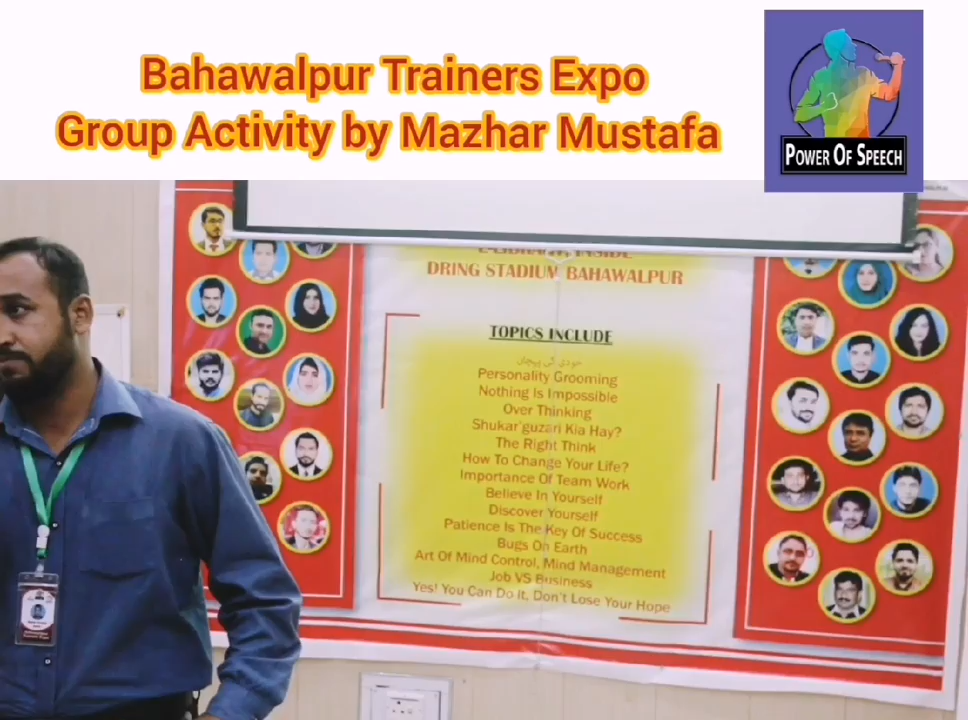 Bahawalpur Trainers Expo
Group Activity by Mazhar Mustafa
POWER OF SPEECH
DRING STADIUM BAHAWALPUR
TOPICS INCLUDE
خودی کی پہچان
Personality Grooming
Nothing Is Impossible
Over Thinking
Shukar'guzari Kia Hay?
The Right Think
How To Change Your Life?
Importance Of Team Work
Believe In Yourself
Discover Yourself
Patience Is The Key Of Success
Bugs On Earth
Art Of Mind Control, Mind Management
Job VS Business
Yes! You Can Do it, Don't Lose Your Hope